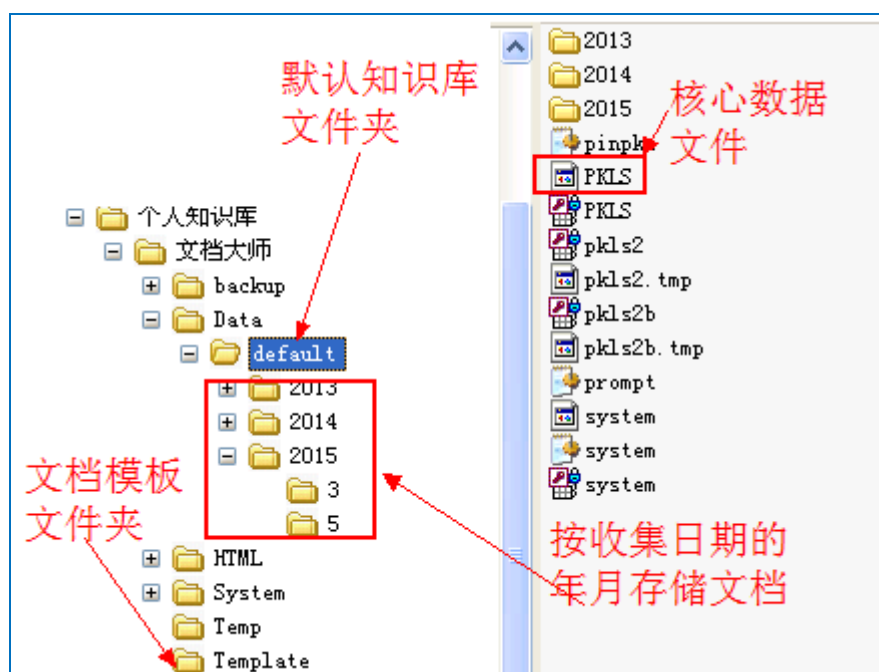 默认知识库
文件夹
个人知识库
文档大师
backup
Data
default
2013
2014
2015
3
5
HTML
System
Temp
Template
文档模板
文件夹
2013
2014
2015
核心数据
文件
PKLS
PKLS
pkls2
pkls2.tmp
pkls2b
pkls2b.tmp
prompt
system
system
system
按收集日期的
年月存储文档